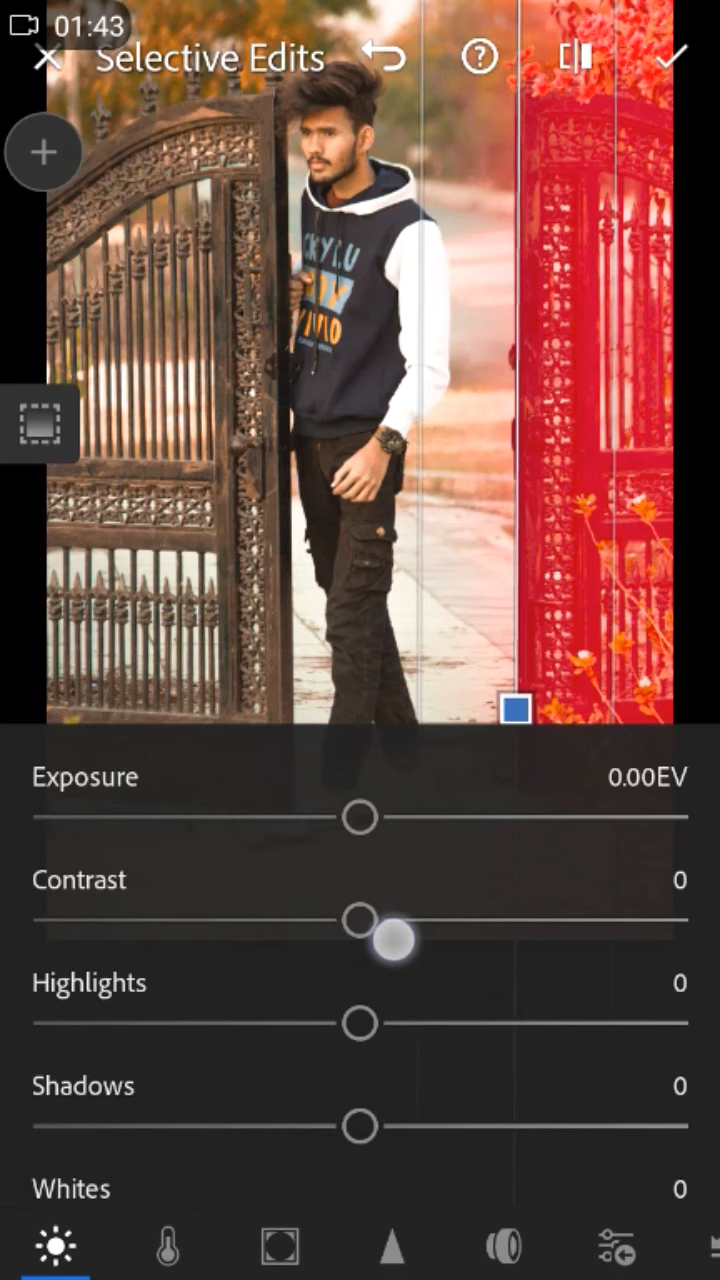 01:43
Selective Edits
Exposure 0.00EV
Contrast 0
Highlights 0
Shadows 0
Whites 0